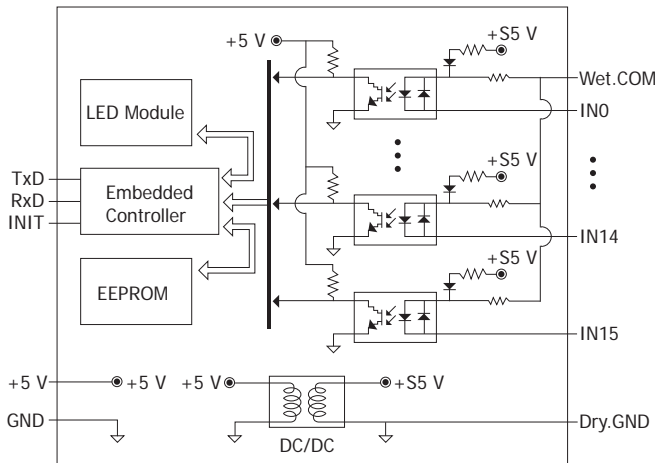 +5 V
+S5 V
Wet.COM
LED Module
IN0
+S5 V
TxD
RxD
INIT
Embedded
Controller
IN14
+S5 V
EEPROM
IN15
+5 V
+5 V
+5 V
+S5 V
GND
DC/DC
Dry.GND